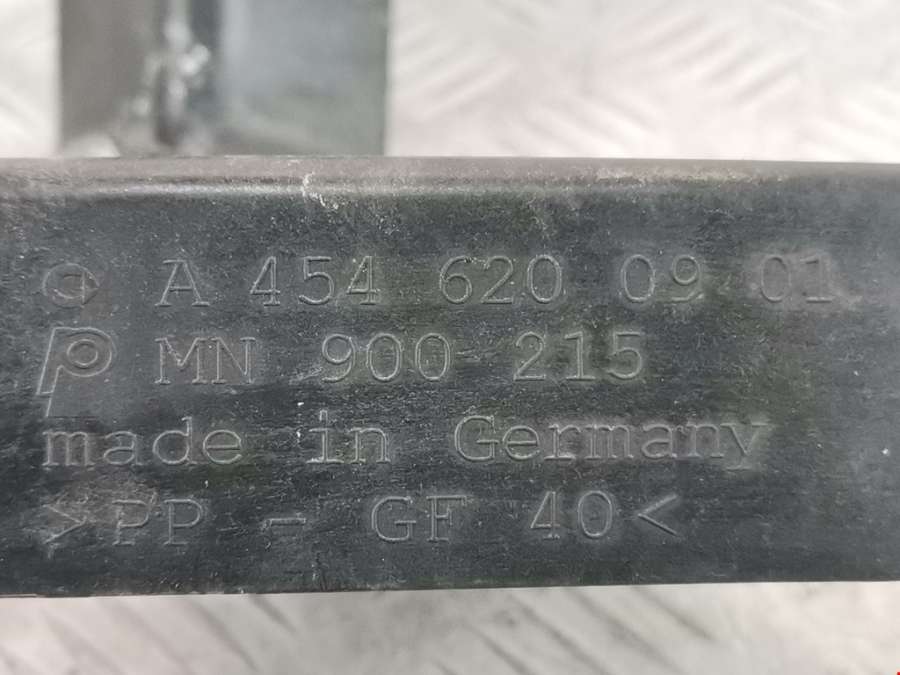 A 454 620 09 01
MN 900 215
made in Germany
>PP - GF 40<